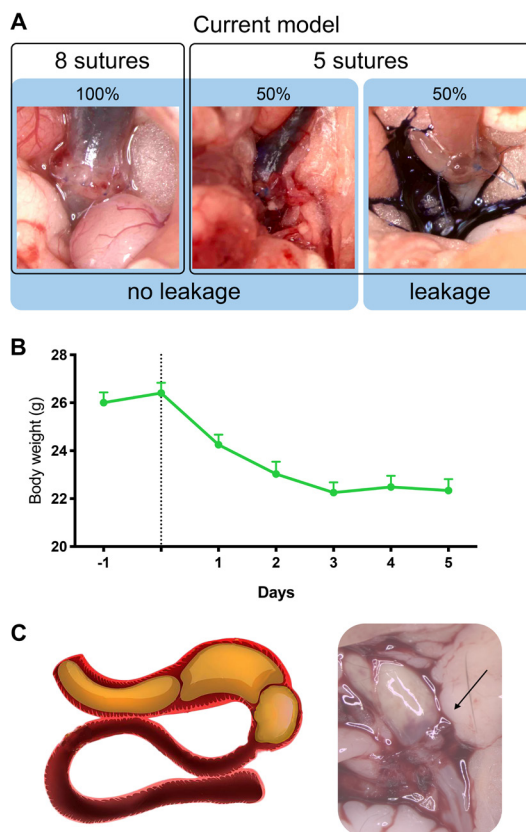 A
Current model
8 sutures
5 sutures
100%
50%
50%
no leakage
leakage
B
28
26
24
22
20
Body weight (g)
-1
1
2
3
4
5
Days
C